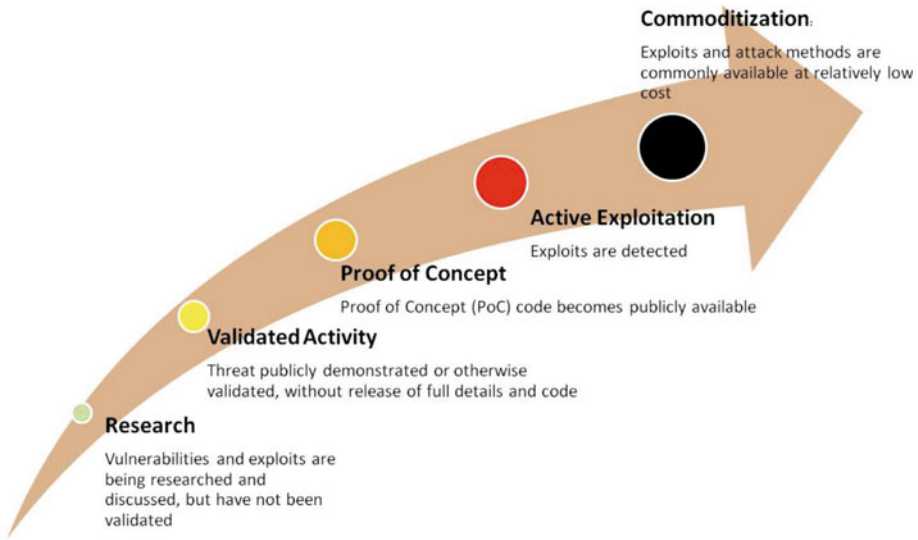 Commoditization:
Exploits and attack methods are
commonly available at relatively low
cost
Active Exploitation
Exploits are detected
Proof of Concept
Proof of Concept (PoC) code becomes publicly available
Validated Activity
Threat publicly demonstrated or otherwise
validated, without release of full details and code
Research
Vulnerabilities and exploits are
being researched and
discussed, but have not been
validated